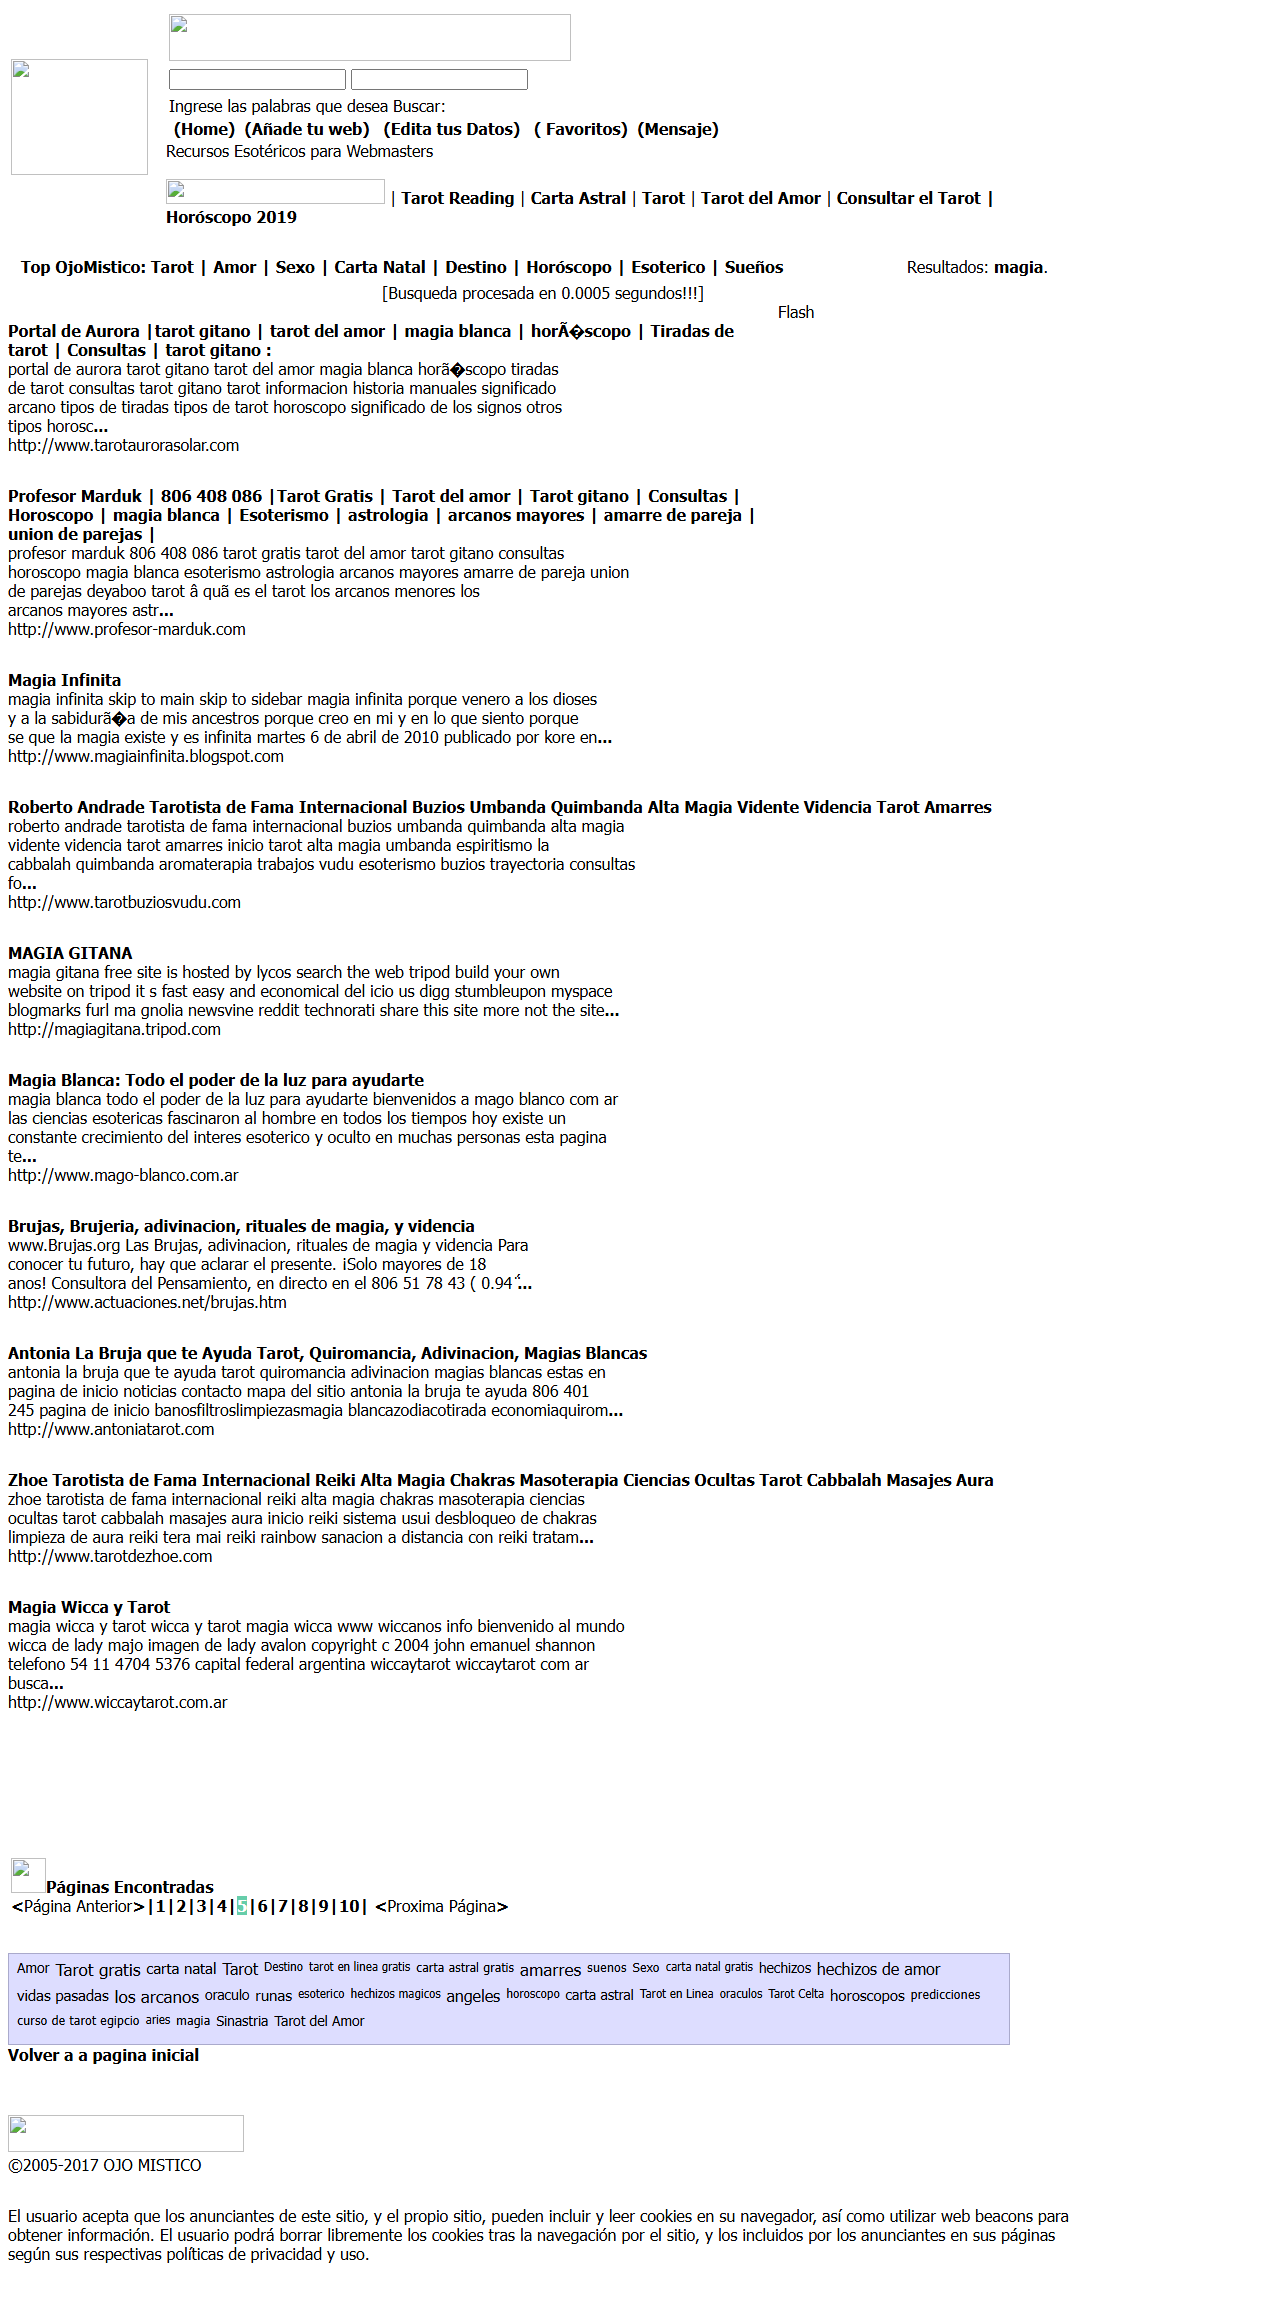 Ingrese las palabras que desea Buscar:
(Home) (Añade tu web) (Edita tus Datos) ( Favoritos) (Mensaje)
Recursos Esotéricos para Webmasters
| Tarot Reading | Carta Astral | Tarot | Tarot del Amor | Consultar el Tarot |
Horóscopo 2019
Top OjoMistico: Tarot | Amor | Sexo | Carta Natal | Destino | Horóscopo | Esoterico | Sueños Resultados: magia.
[Busqueda procesada en 0.0005 segundos!!!]
Flash
Portal de Aurora |tarot gitano | tarot del amor | magia blanca | horÃ�scopo | Tiradas de
tarot | Consultas | tarot gitano :
portal de aurora tarot gitano tarot del amor magia blanca horã�scopo tiradas
de tarot consultas tarot gitano tarot informacion historia manuales significado
arcano tipos de tiradas tipos de tarot horoscopo significado de los signos otros
tipos horosc...
http://www.tarotaurorasolar.com
Profesor Marduk | 806 408 086 |Tarot Gratis | Tarot del amor | Tarot gitano | Consultas |
Horoscopo | magia blanca | Esoterismo | astrologia | arcanos mayores | amarre de pareja |
union de parejas |
profesor marduk 806 408 086 tarot gratis tarot del amor tarot gitano consultas
horoscopo magia blanca esoterismo astrologia arcanos mayores amarre de pareja union
de parejas deyaboo tarot â quã es el tarot los arcanos menores los
arcanos mayores astr...
http://www.profesor-marduk.com
Magia Infinita
magia infinita skip to main skip to sidebar magia infinita porque venero a los dioses
y a la sabidurã�a de mis ancestros porque creo en mi y en lo que siento porque
se que la magia existe y es infinita martes 6 de abril de 2010 publicado por kore en...
http://www.magiainfinita.blogspot.com
Roberto Andrade Tarotista de Fama Internacional Buzios Umbanda Quimbanda Alta Magia Vidente Videncia Tarot Amarres
roberto andrade tarotista de fama internacional buzios umbanda quimbanda alta magia
vidente videncia tarot amarres inicio tarot alta magia umbanda espiritismo la
cabbalah quimbanda aromaterapia trabajos vudu esoterismo buzios trayectoria consultas
fo...
http://www.tarotbuziosvudu.com
MAGIA GITANA
magia gitana free site is hosted by lycos search the web tripod build your own
website on tripod it s fast easy and economical del icio us digg stumbleupon myspace
blogmarks furl ma gnolia newsvine reddit technorati share this site more not the site...
http://magiagitana.tripod.com
Magia Blanca: Todo el poder de la luz para ayudarte
magia blanca todo el poder de la luz para ayudarte bienvenidos a mago blanco com ar
las ciencias esotericas fascinaron al hombre en todos los tiempos hoy existe un
constante crecimiento del interes esoterico y oculto en muchas personas esta pagina
te...
http://www.mago-blanco.com.ar
Brujas, Brujeria, adivinacion, rituales de magia, y videncia
www.Brujas.org Las Brujas, adivinacion, rituales de magia y videncia Para
conocer tu futuro, hay que aclarar el presente. ¡Solo mayores de 18
anos! Consultora del Pensamiento, en directo en el 806 51 78 43 ( 0.94 ...
http://www.actuaciones.net/brujas.htm
Antonia La Bruja que te Ayuda Tarot, Quiromancia, Adivinacion, Magias Blancas
antonia la bruja que te ayuda tarot quiromancia adivinacion magias blancas estas en
pagina de inicio noticias contacto mapa del sitio antonia la bruja te ayuda 806 401
245 pagina de inicio banosfiltroslimpiezasmagia blancazodiacotirada economiaquirom...
http://www.antoniatarot.com
Zhoe Tarotista de Fama Internacional Reiki Alta Magia Chakras Masoterapia Ciencias Ocultas Tarot Cabbalah Masajes Aura
zhoe tarotista de fama internacional reiki alta magia chakras masoterapia ciencias
ocultas tarot cabbalah masajes aura inicio reiki sistema usui desbloqueo de chakras
limpieza de aura reiki tera mai reiki rainbow sanacion a distancia con reiki tratam...
http://www.tarotdezhoe.com
Magia Wicca y Tarot
magia wicca y tarot wicca y tarot magia wicca www wiccanos info bienvenido al mundo
wicca de lady majo imagen de lady avalon copyright c 2004 john emanuel shannon
telefono 54 11 4704 5376 capital federal argentina wiccaytarot wiccaytarot com ar
busca...
http://www.wiccaytarot.com.ar
Páginas Encontradas
<Página Anterior>|1|2|3|4|5|6|7|8|9|10| <Proxima Página>
Amor Tarot gratis carta natal Tarot Destino tarot en linea gratis carta astral gratis amarres suenos Sexo carta natal gratis hechizos hechizos de amor
vidas pasadas los arcanos oraculo runas esoterico hechizos magicos angeles horoscopo carta astral Tarot en Linea oraculos Tarot Celta horoscopos predicciones
curso de tarot egipcio aries magia Sinastria Tarot del Amor
Volver a a pagina inicial
©2005-2017 OJO MISTICO
El usuario acepta que los anunciantes de este sitio, y el propio sitio, pueden incluir y leer cookies en su navegador, así como utilizar web beacons para
obtener información. El usuario podrá borrar libremente los cookies tras la navegación por el sitio, y los incluidos por los anunciantes en sus páginas
según sus respectivas políticas de privacidad y uso.